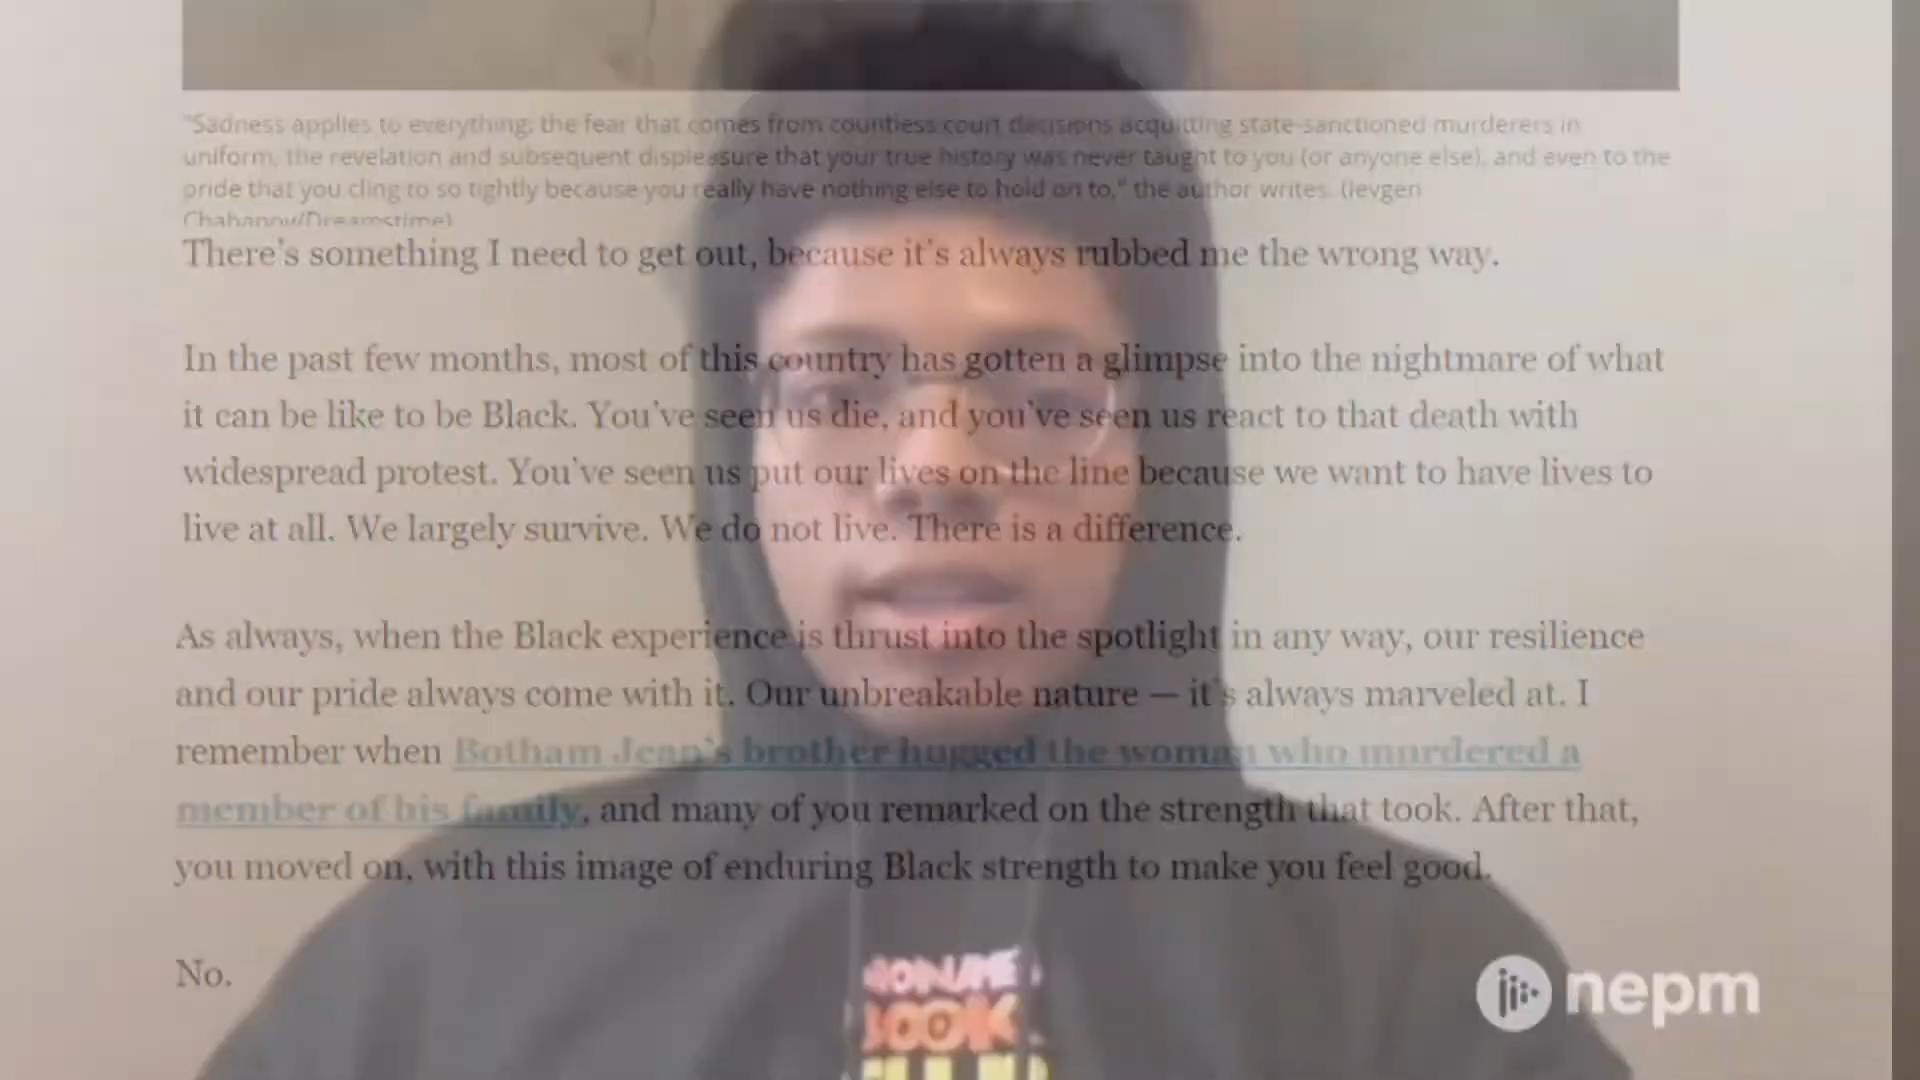 "Sadness applies to everything: the fear that comes from countless court decisions acquitting state-sanctioned murderers in
uniform, the revelation and subsequent displeasure that your true history was never taught to you (or anyone else), and even to the
pride that you cling to so tightly because you really have nothing else to hold on to," the author writes. (Ievgen
Chabanov/Dreamstime)
There's something I need to get out, because it's always rubbed me the wrong way.
In the past few months, most of this country has gotten a glimpse into the nightmare of what
it can be like to be Black. You've seen us die, and you've seen us react to that death with
widespread protest. You've seen us put our lives on the line because we want to have lives to
live at all. We largely survive. We do not live. There is a difference.
As always, when the Black experience is thrust into the spotlight in any way, our resilience
and our pride always come with it. Our unbreakable nature — it's always marveled at. I
remember when Botham Jean's brother hugged the woman who murdered a
member of his family, and many of you remarked on the strength that took. After that,
you moved on, with this image of enduring Black strength to make you feel good.
No.
nepm